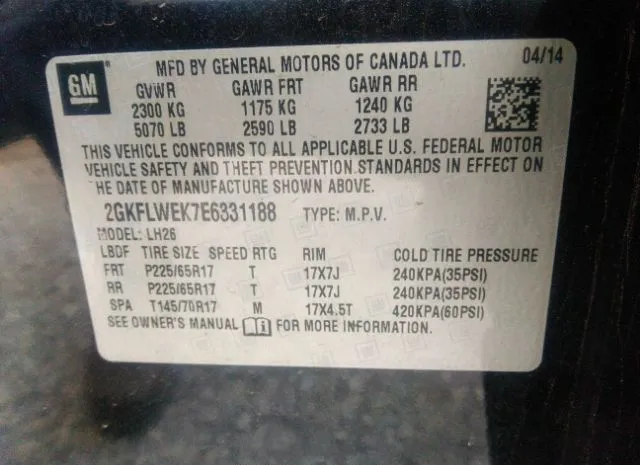 GM
MFD BY GENERAL MOTORS OF CANADA LTD. 04/14
GVWR GAWR FRT GAWR RR
2300 KG 1175 KG 1240 KG
5070 LB 2590 LB 2733 LB
THIS VEHICLE CONFORMS TO ALL APPLICABLE U.S. FEDERAL MOTOR
VEHICLE SAFETY AND THEFT PREVENTION STANDARDS IN EFFECT ON
THE DATE OF MANUFACTURE SHOWN ABOVE.
2GKFLWEK7E6331188 TYPE: M.P.V.
MODEL: LH26
LBDF TIRE SIZE SPEED RTG RIM COLD TIRE PRESSURE
FRT P225/65R17 T 17X7J 240KPA(35PSI)
RR P225/65R17 T 17X7J 240KPA(35PSI)
SPA T145/70R17 M 17X4.5T 420KPA(60PSI)
SEE OWNER'S MANUAL FOR MORE INFORMATION.